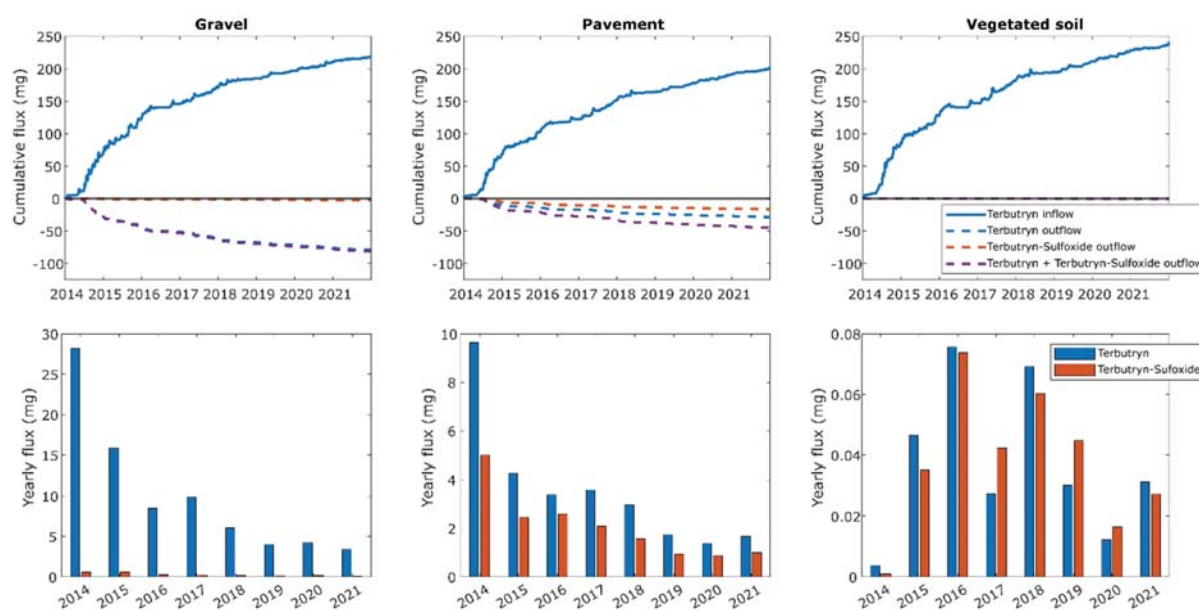 Gravel
Pavement
Vegetated soil
Cumulative flux (mg)
250
200
150
100
50
0
-50
-100
2014 2015 2016 2017 2018 2019 2020 2021
Cumulative flux (mg)
250
200
150
100
50
0
-50
-100
2014 2015 2016 2017 2018 2019 2020 2021
Cumulative flux (mg)
250
200
150
100
50
0
-50
-100
2014 2015 2016 2017 2018 2019 2020 2021
Terbutryn inflow
Terbutryn outflow
Terbutryn-Sulfoxide outflow
Terbutryn + Terbutryn-Sulfoxide outflow
Yearly flux (mg)
30
25
20
15
10
5
0
2014 2015 2016 2017 2018 2019 2020 2021
Yearly flux (mg)
10
8
6
4
2
0
2014 2015 2016 2017 2018 2019 2020 2021
Yearly flux (mg)
0.08
0.06
0.04
0.02
0
2014 2015 2016 2017 2018 2019 2020 2021
Terbutryn
Terbutryn-Sufoxide